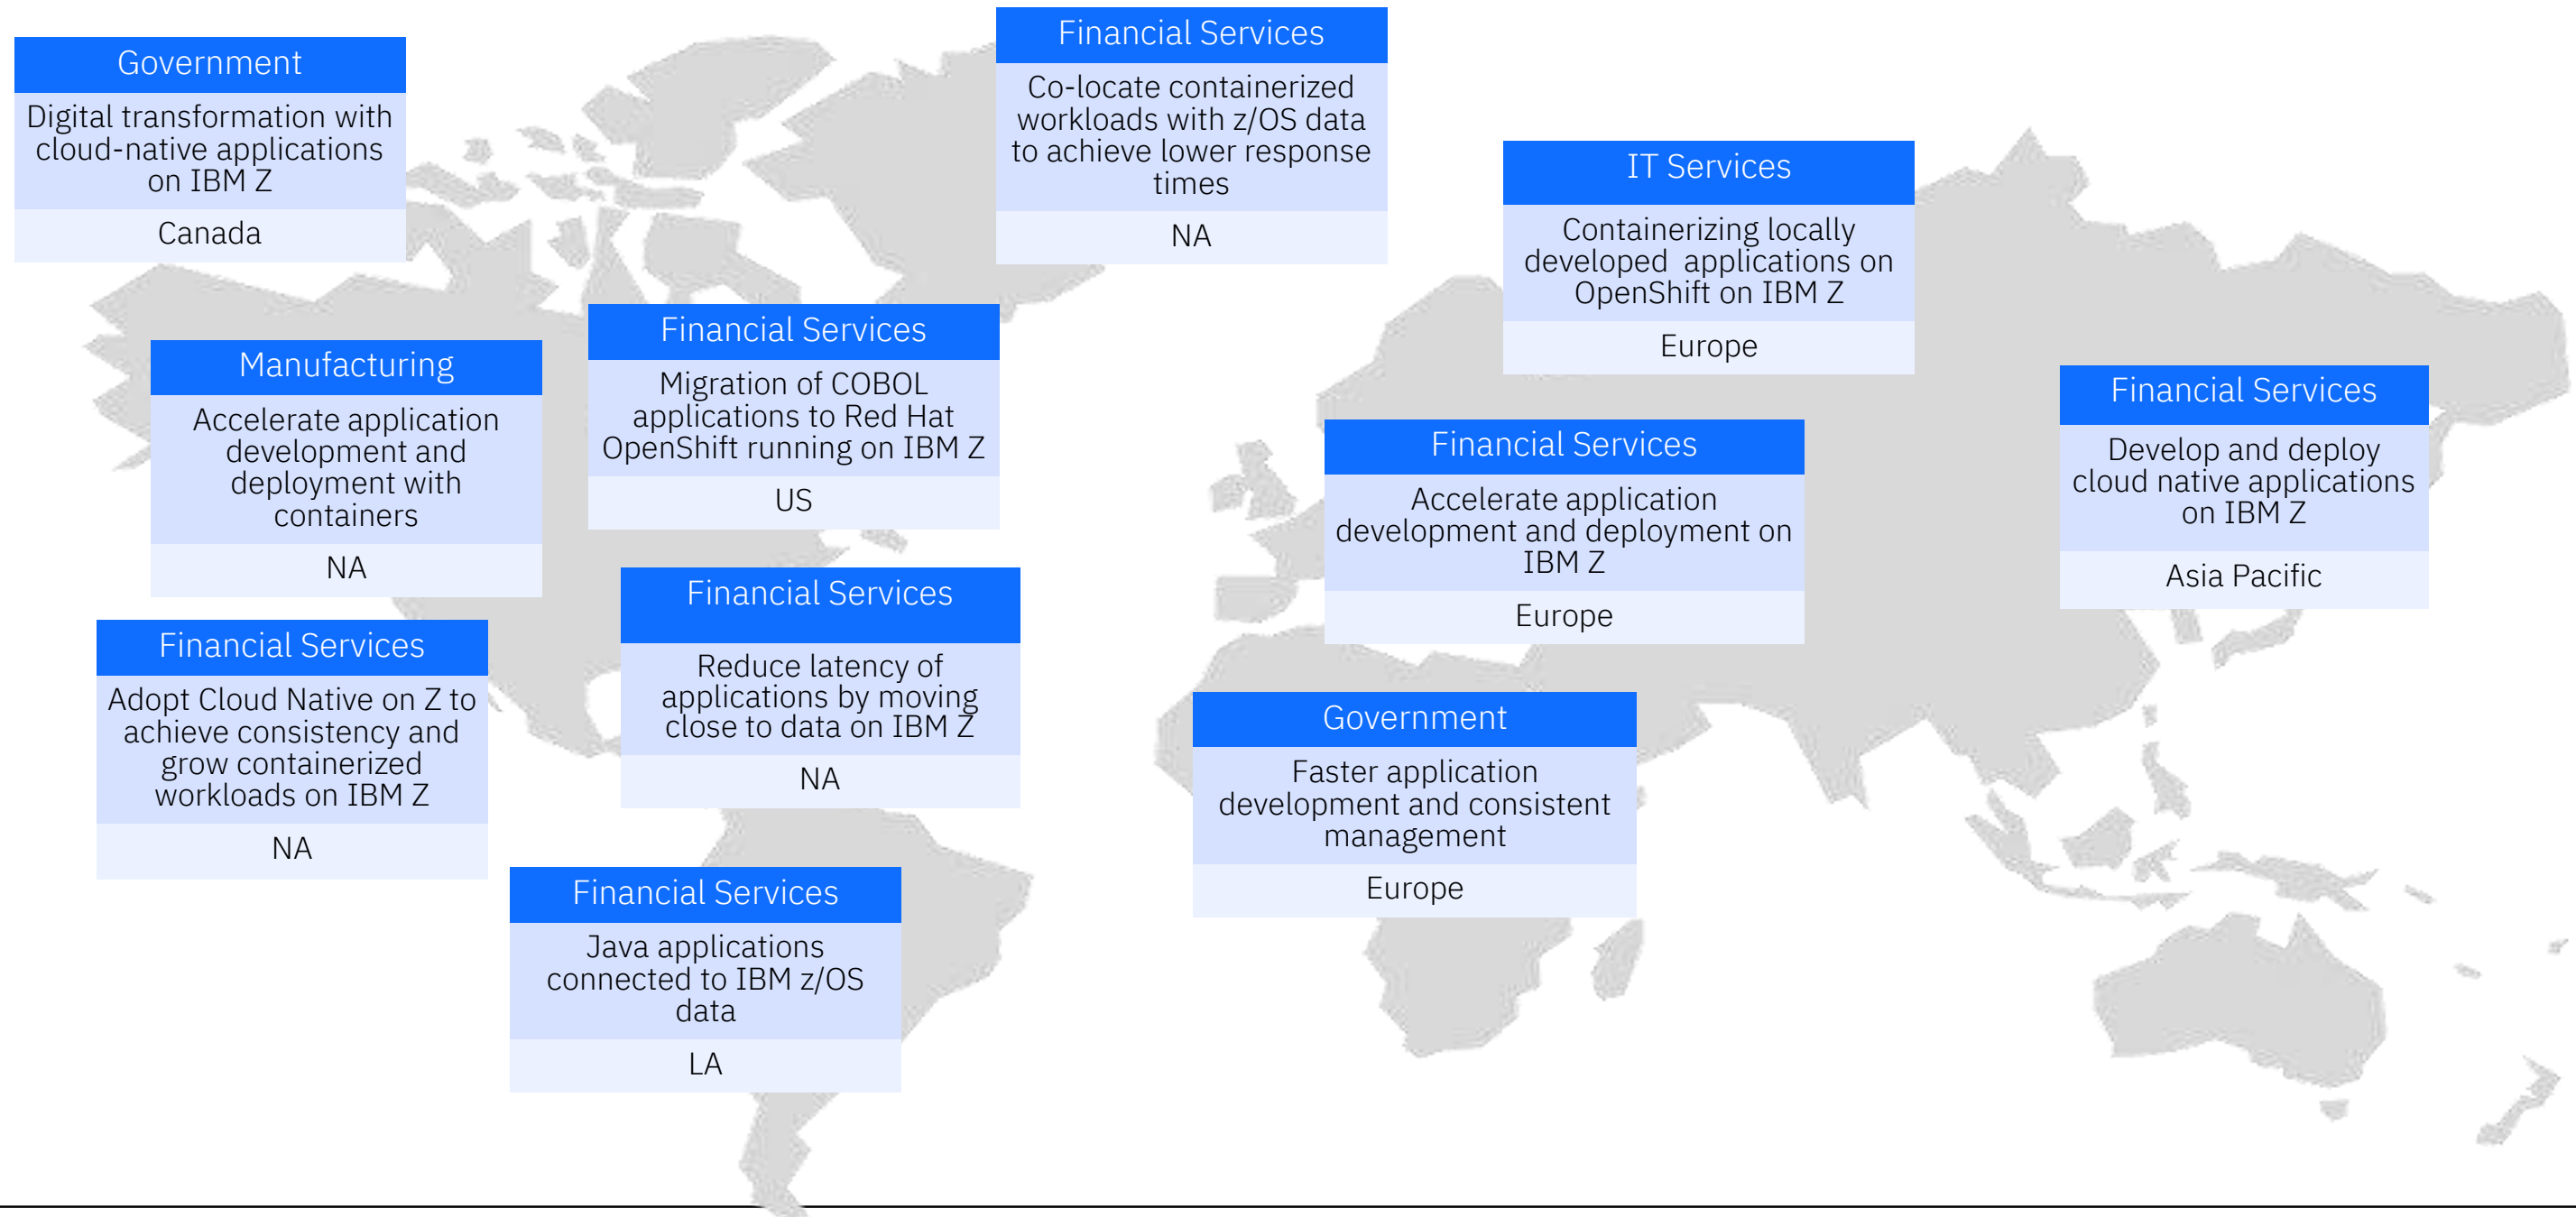 Government
Digital transformation with
cloud-native applications
on IBM Z
Canada
Financial Services
Co-locate containerized
workloads with z/OS data
to achieve lower response
times
NA
IT Services
Containerizing locally
developed  applications on
OpenShift on IBM Z
Europe
Manufacturing
Accelerate application
development and
deployment with
containers
NA
Financial Services
Migration of COBOL
applications to Red Hat
OpenShift running on IBM Z
US
Financial Services
Accelerate application
development and deployment on
IBM Z
Europe
Financial Services
Develop and deploy
cloud native applications
on IBM Z
Asia Pacific
Financial Services
Adopt Cloud Native on Z to
achieve consistency and
grow containerized
workloads on IBM Z
NA
Financial Services
Reduce latency of
applications by moving
close to data on IBM Z
NA
Government
Faster application
development and consistent
management
Europe
Financial Services
Java applications
connected to IBM z/OS
data
LA